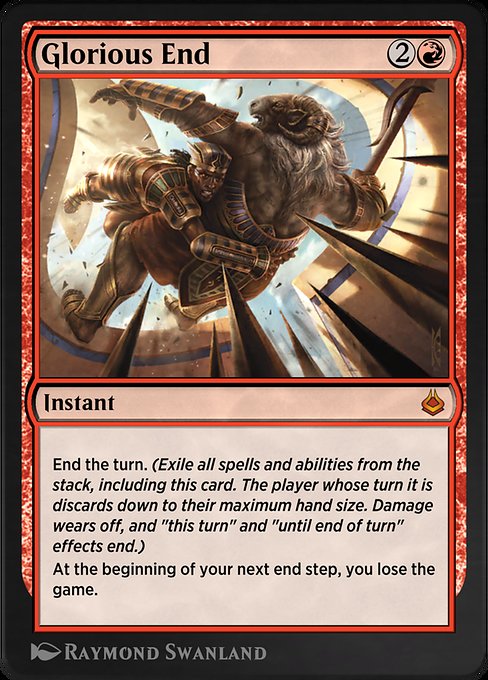 Glorious End 2
Instant
End the turn. (Exile all spells and abilities from the
stack, including this card. The player whose turn it is
discards down to their maximum hand size. Damage
wears off, and "this turn" and "until end of turn"
effects end.)
At the beginning of your next end step, you lose the
game.
Raymond Swanland